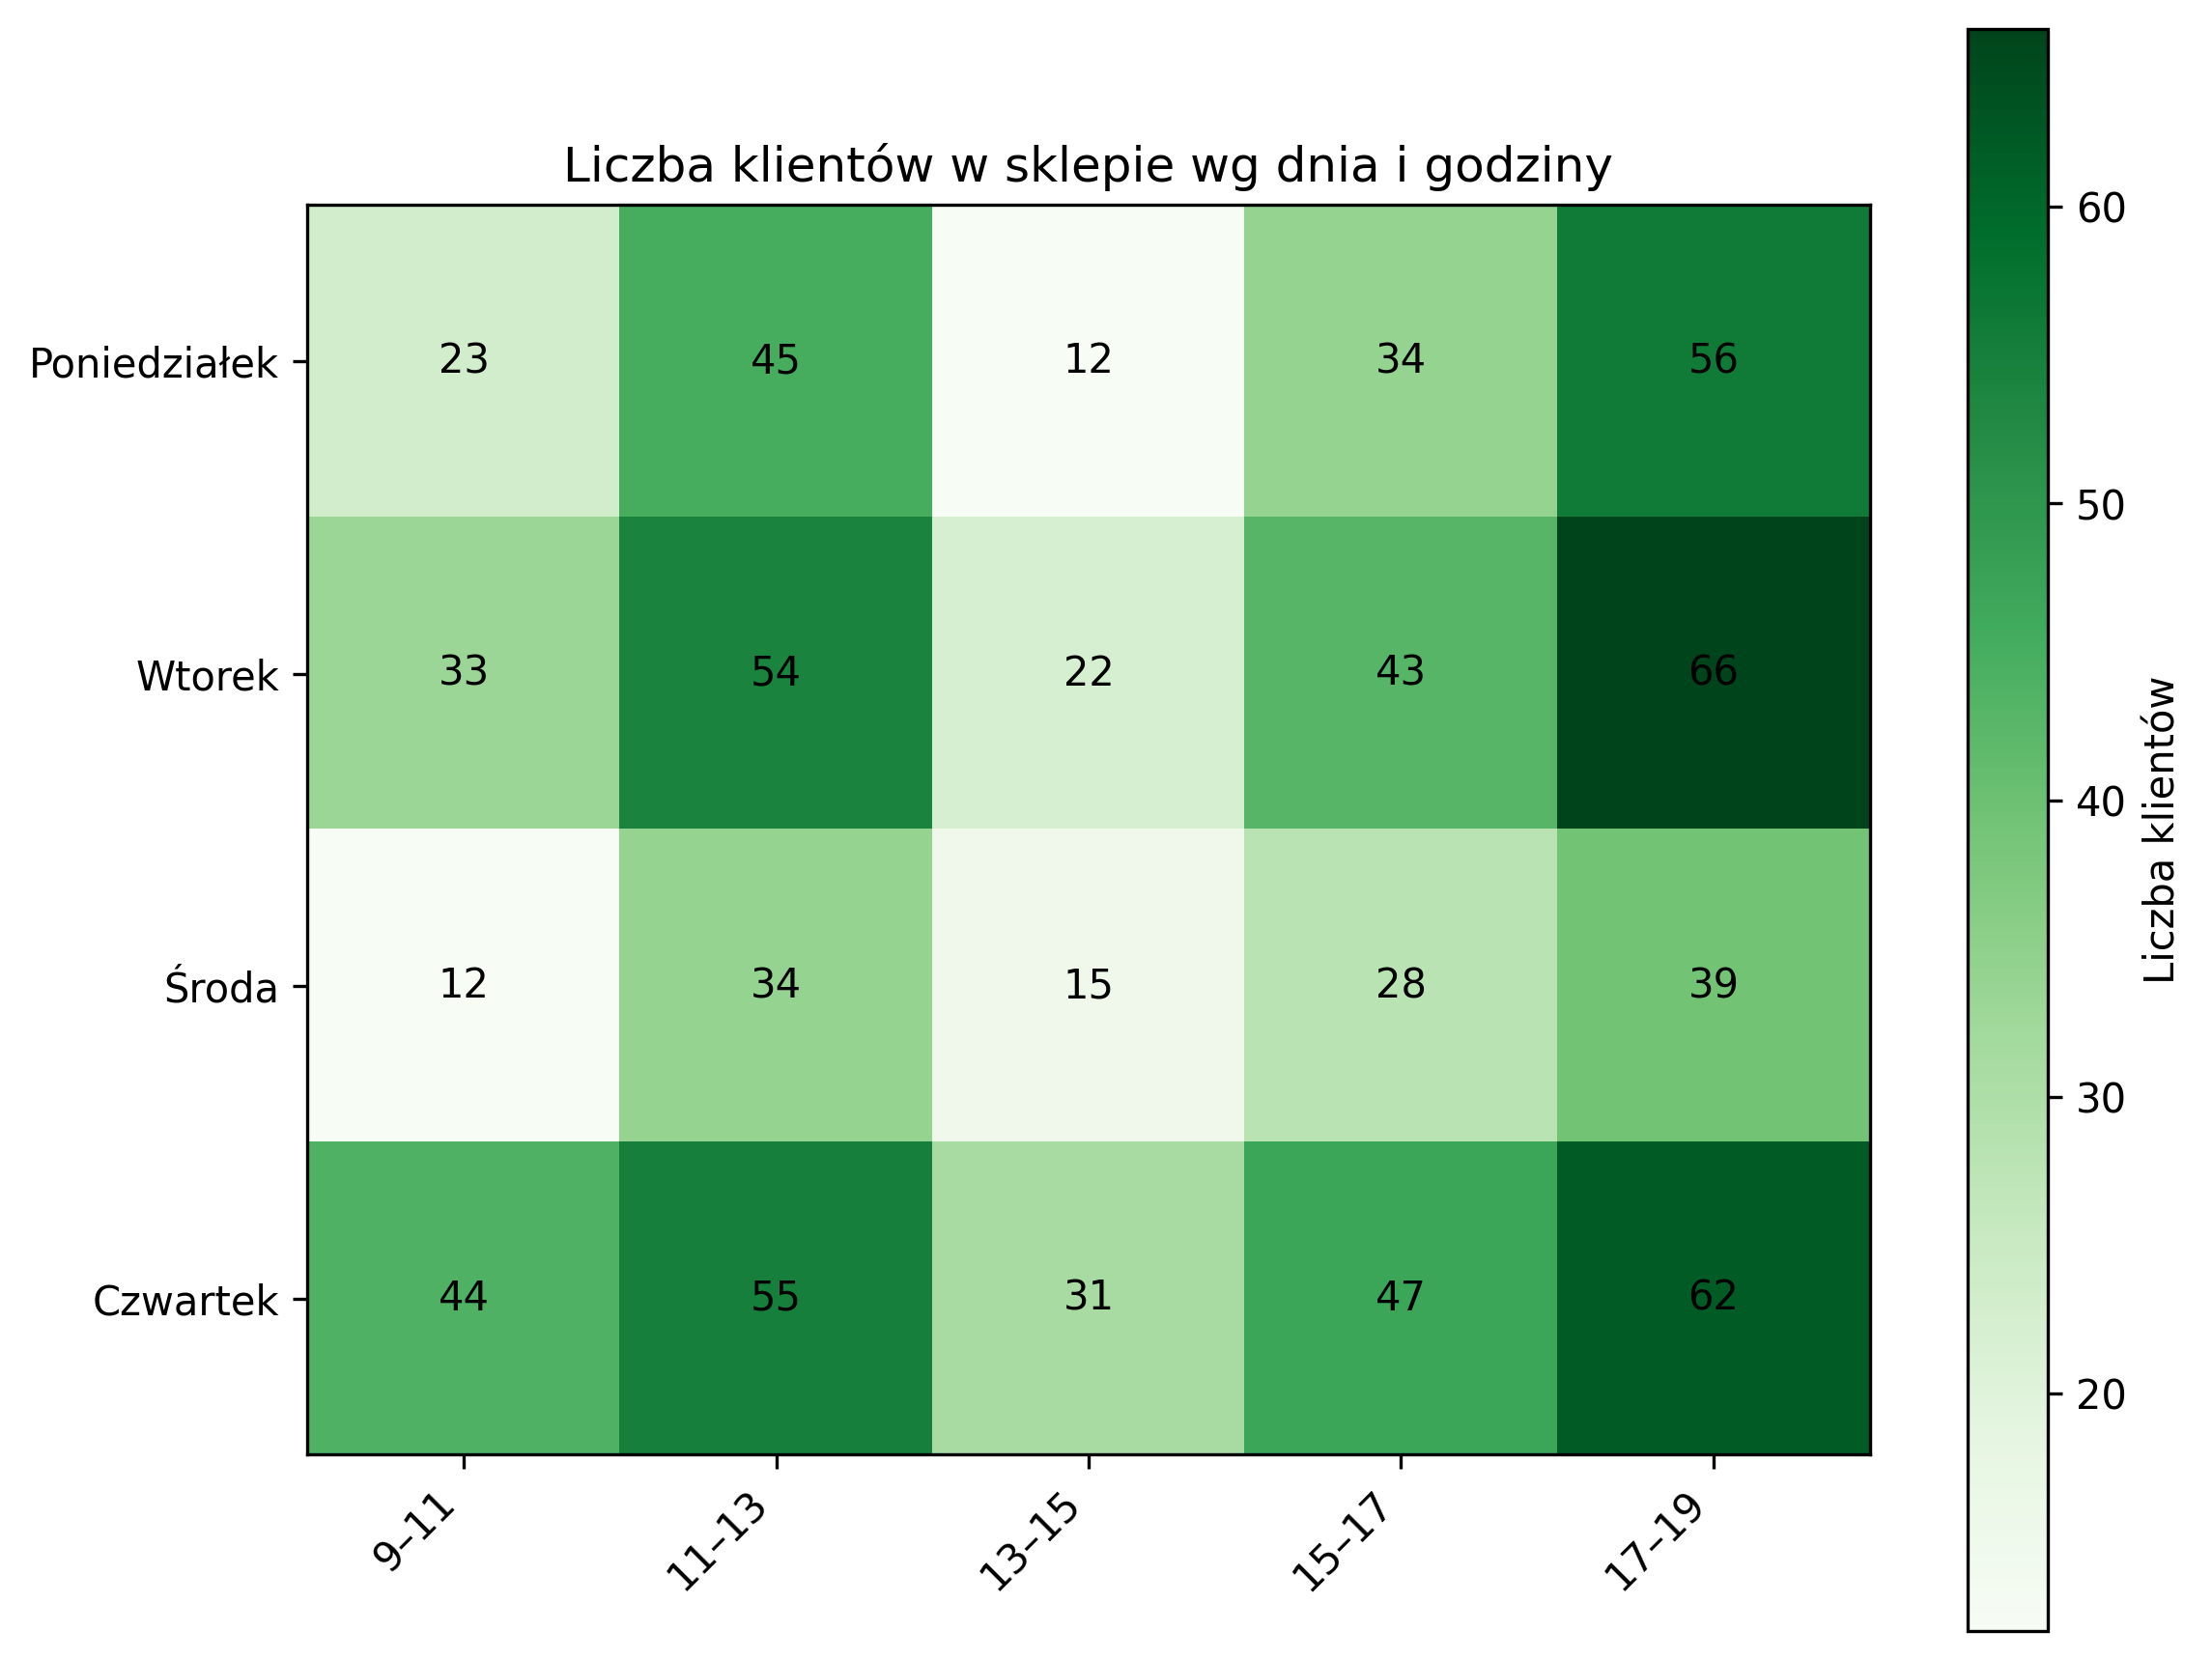 Liczba klientów w sklepie wg dnia i godziny
Poniedziałek 23 45 12 34 56
Wtorek 33 54 22 43 66
Środa 12 34 15 28 39
Czwartek 44 55 31 47 62
9–11 11–13 13–15 15–17 17–19
60
50
40
30
20
Liczba klientów